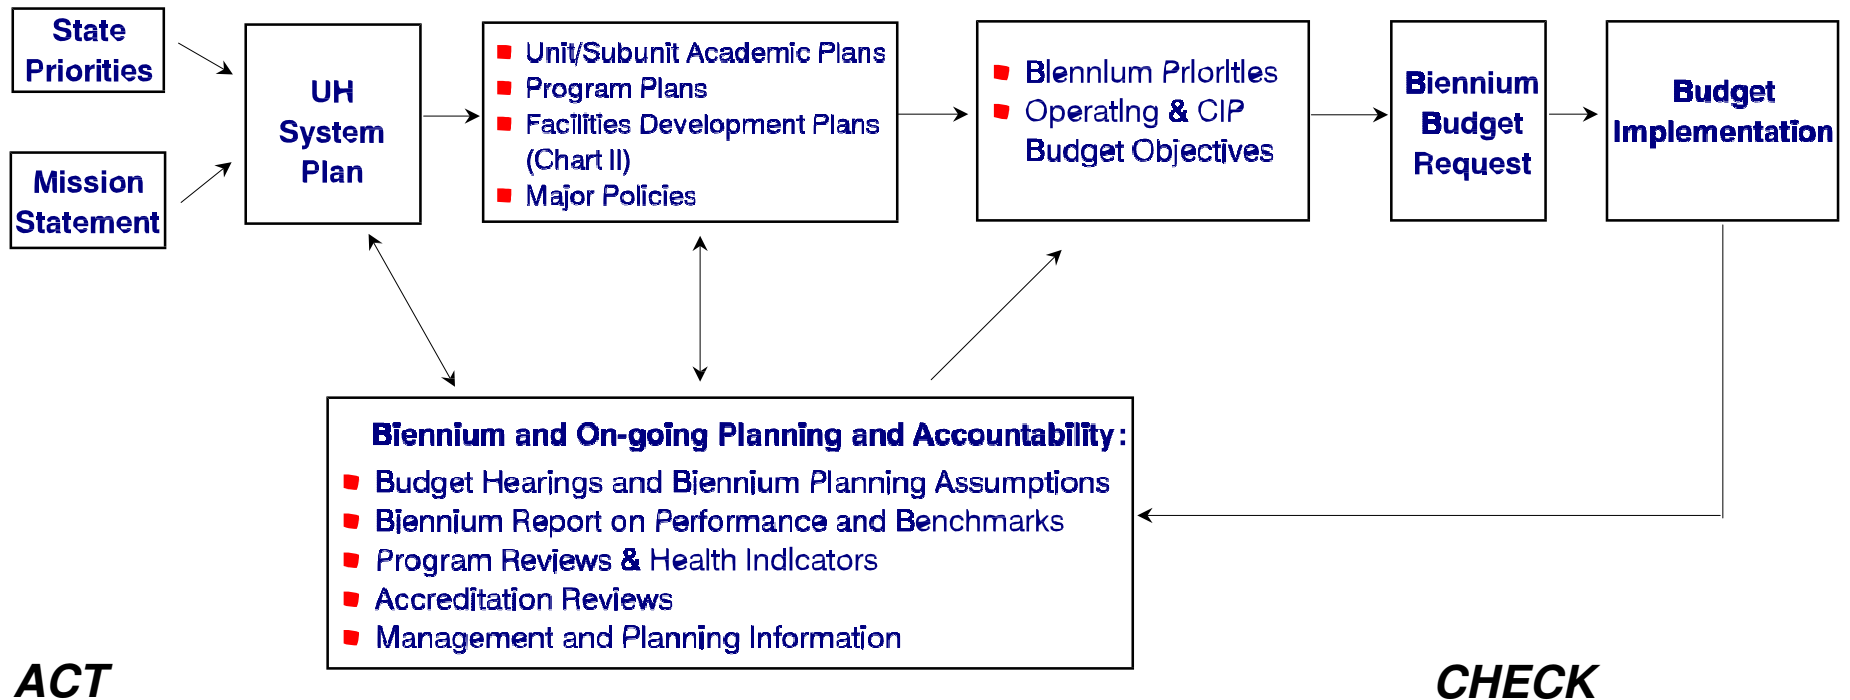 State
Priorities
Mission
Statement
UH
System
Plan
Unit/Subunit Academic Plans
Program Plans
Facilities Development Plans
(Chart II)
Major Policies
Biennium Priorities
Operating & CIP
Budget Objectives
Biennium
Budget
Request
Budget
Implementation
Biennium and On-going Planning and Accountability:
Budget Hearings and Biennium Planning Assumptions
Biennium Report on Performance and Benchmarks
Program Reviews & Health Indicators
Accreditation Reviews
Management and Planning Information
ACT
CHECK